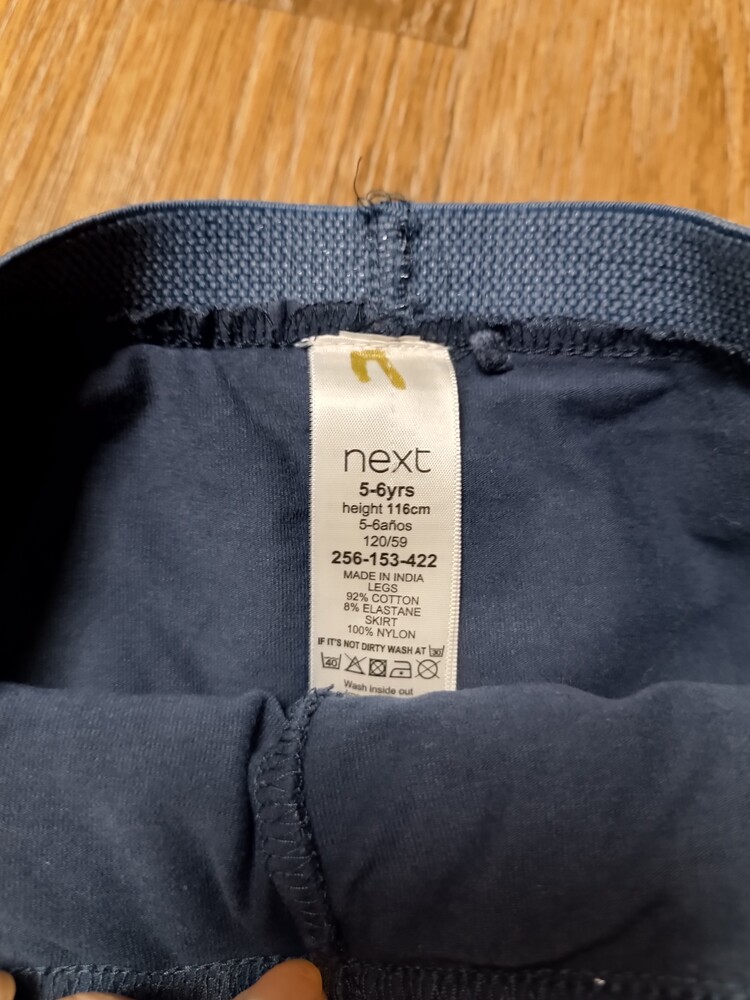 next
5-6yrs
height 116cm
5-6años
120/59
256-153-422
MADE IN INDIA
LEGS
92% COTTON
8% ELASTANE
SKIRT
100% NYLON
IF IT'S NOT DIRTY WASH AT 30
40
Wash inside out